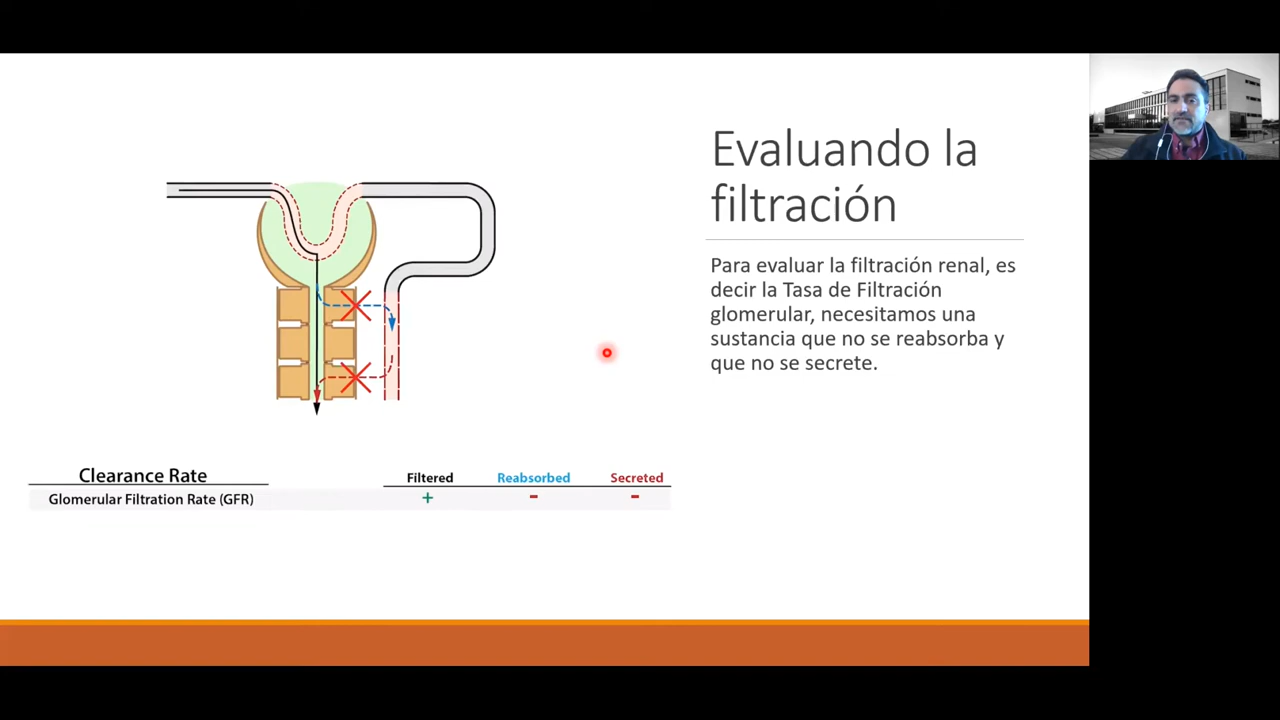 Evaluando la
filtración
Para evaluar la filtración renal, es
decir la Tasa de Filtración
glomerular, necesitamos una
sustancia que no se reabsorba y
que no se secrete.
Clearance Rate
Filtered Reabsorbed Secreted
Glomerular Filtration Rate (GFR) + - -